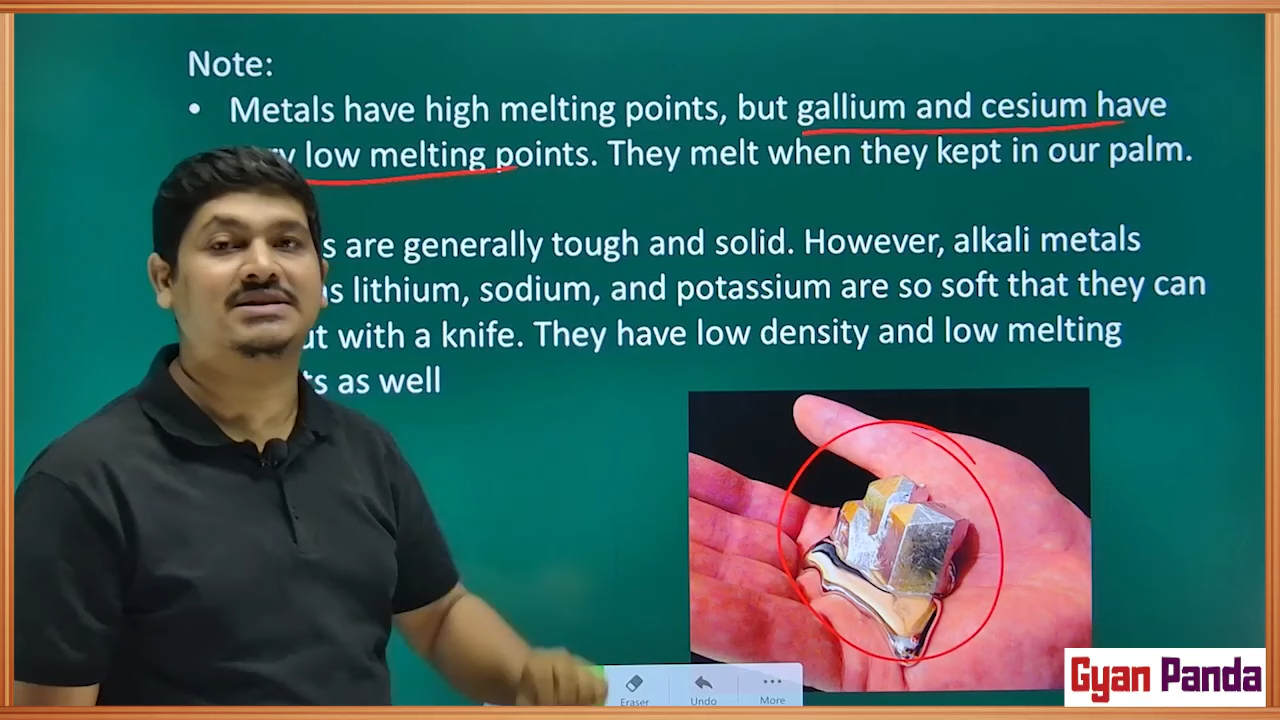 Note:
• Metals have high melting points, but gallium and cesium have
low melting points. They melt when they kept in our palm.
are generally tough and solid. However, alkali metals
lithium, sodium, and potassium are so soft that they can
with a knife. They have low density and low melting
as well
Eraser
Undo
More
Gyan Panda